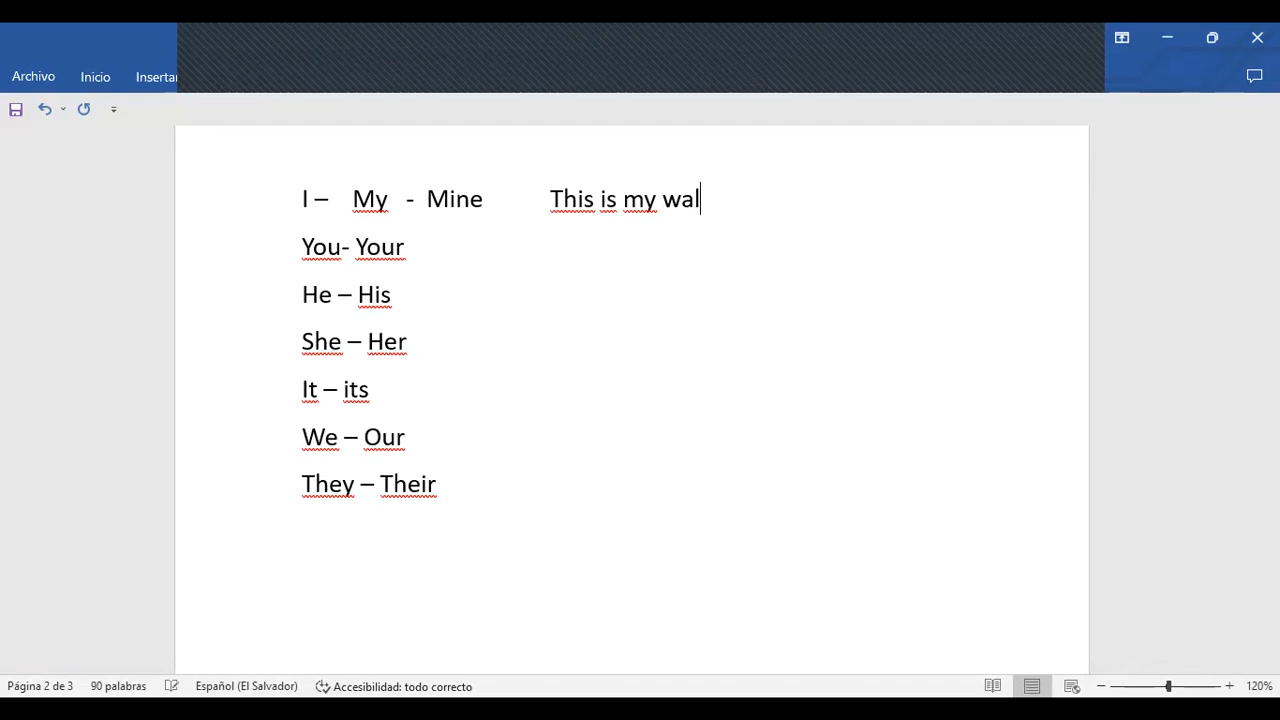 Archivo Inicio Insertar
I – My - Mine This is my wal
You- Your
He – His
She – Her
It – its
We – Our
They – Their
Página 2 de 3 90 palabras Español (El Salvador) Accesibilidad: todo correcto 120%